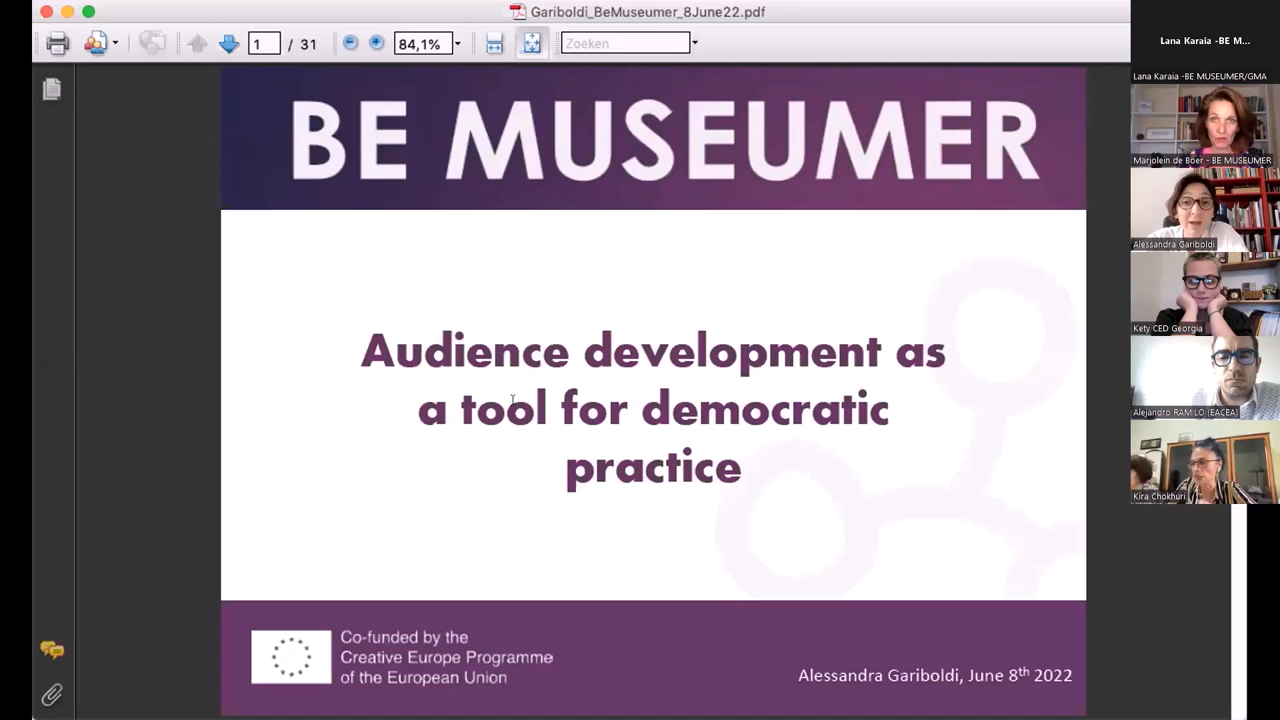 Gariboldi_BeMuseumer_8June22.pdf
1 / 31
84,1%
Zoeken
BE MUSEUMER
Audience development as
a tool for democratic
practice
Co-funded by the
Creative Europe Programme
of the European Union
Alessandra Gariboldi, June 8th 2022
Lana Karaia -BE M...
Lana Karaia -BE MUSEUMER/GMA
Marjolein de Boer - BE MUSEUMER
Alessandra Gariboldi
Kety CED Georgia
Alejandro RAM LO (EACEA)
Kira Chokhuri